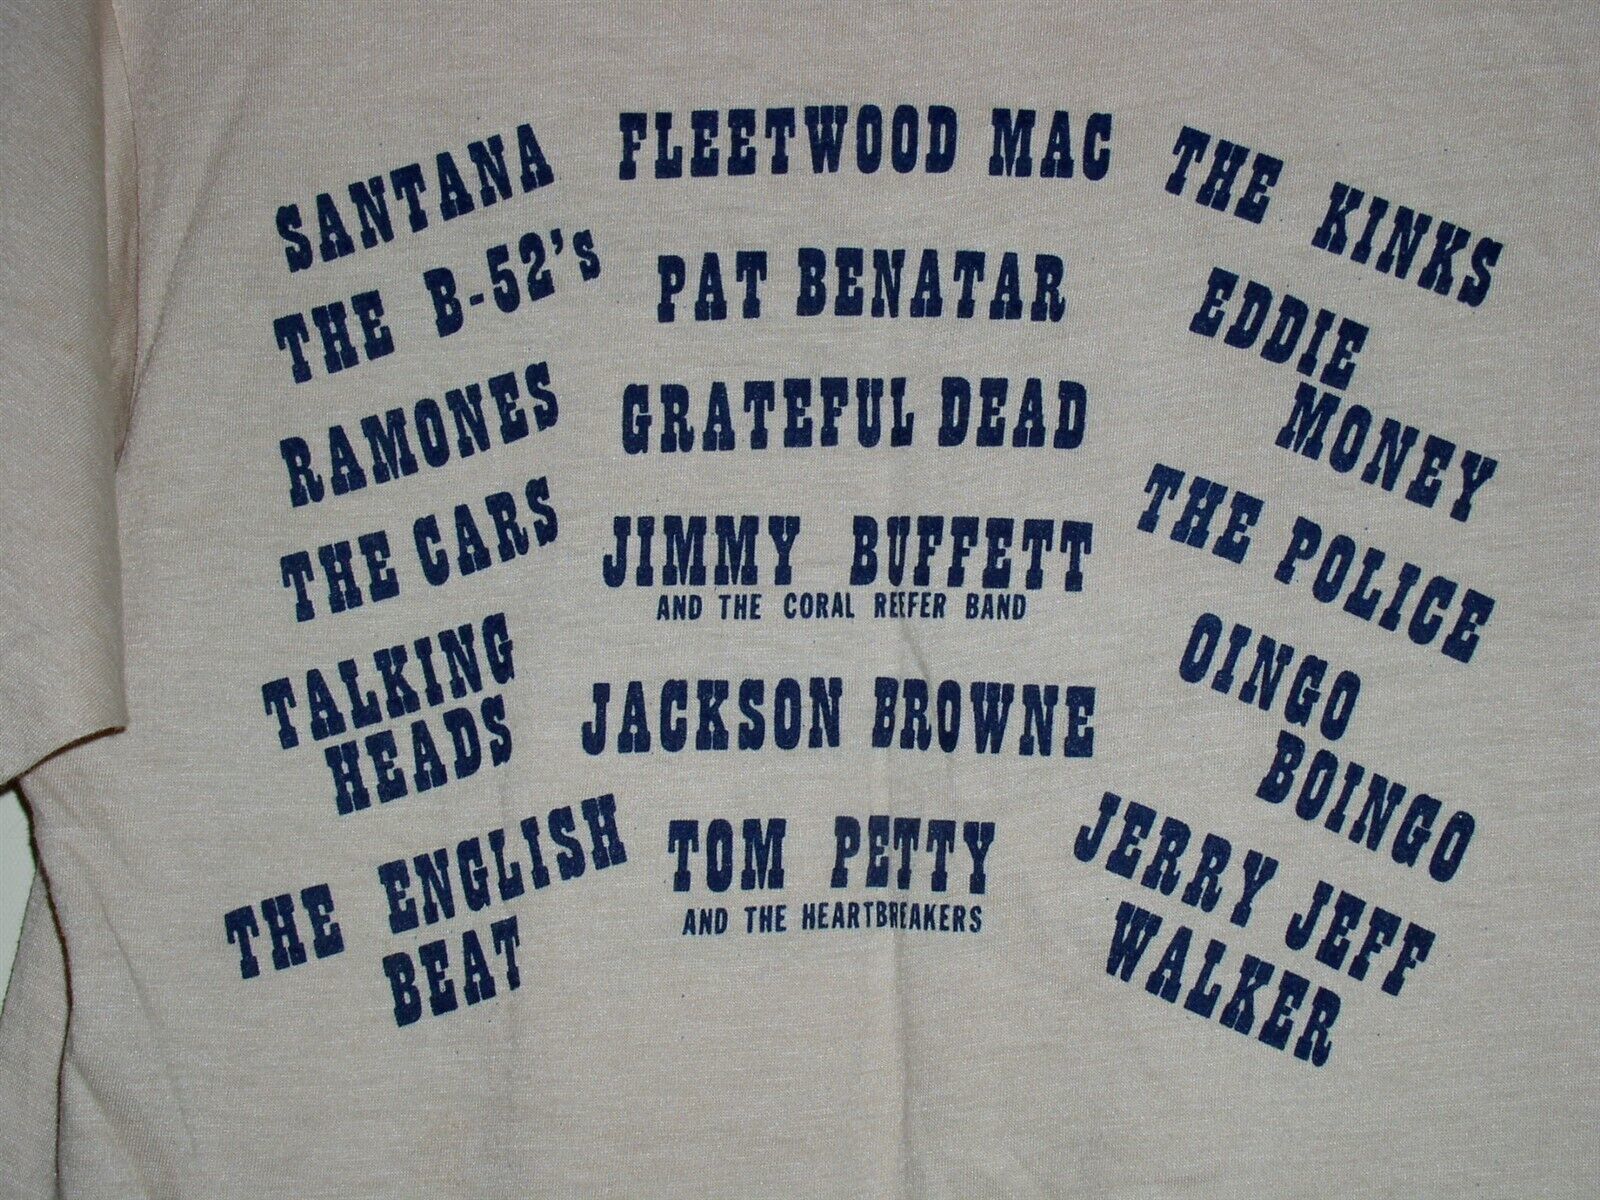 SANTANA
THE B-52's
RAMONES
THE CARS
TALKING
HEADS
THE ENGLISH
BEAT
FLEETWOOD MAC
PAT BENATAR
GRATEFUL DEAD
JIMMY BUFFETT
AND THE CORAL REEFER BAND
JACKSON BROWNE
TOM PETTY
AND THE HEARTBREAKERS
THE KINKS
EDDIE
MONEY
THE POLICE
OINGO
BOINGO
JERRY JEFF
WALKER